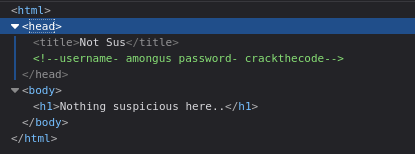 <html>
<head>
<title>Not Sus</title>
<!--username- amongus password- crackthecode-->
</head>
<body>
<h1>Nothing suspicious here..</h1>
</body>
</html>